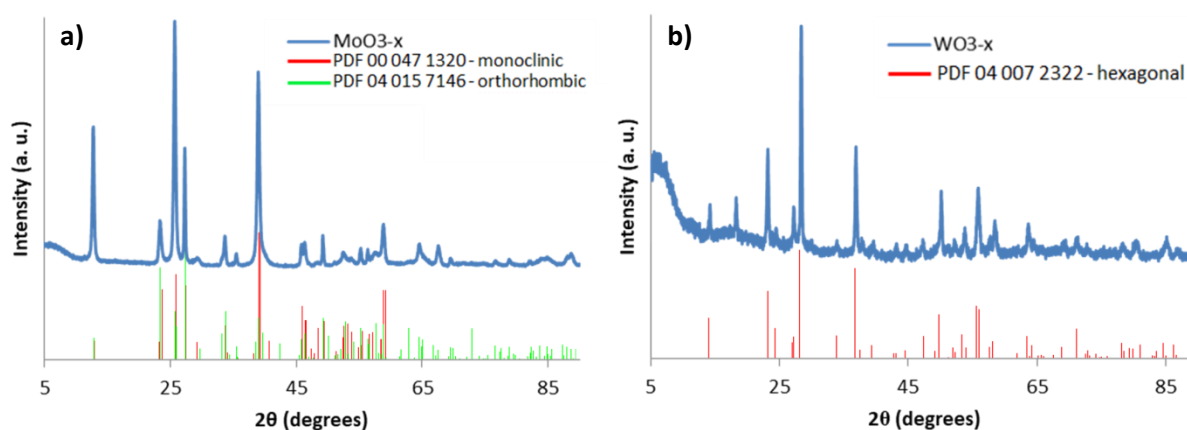 a)
MoO3-x
PDF 00 047 1320 - monoclinic
PDF 04 015 7146 - orthorhombic
Intensity (a. u.)
5 25 45 65 85
2θ (degrees)
b)
WO3-x
PDF 04 007 2322 - hexagonal
Intensity (a. u.)
5 25 45 65 85
2θ (degrees)